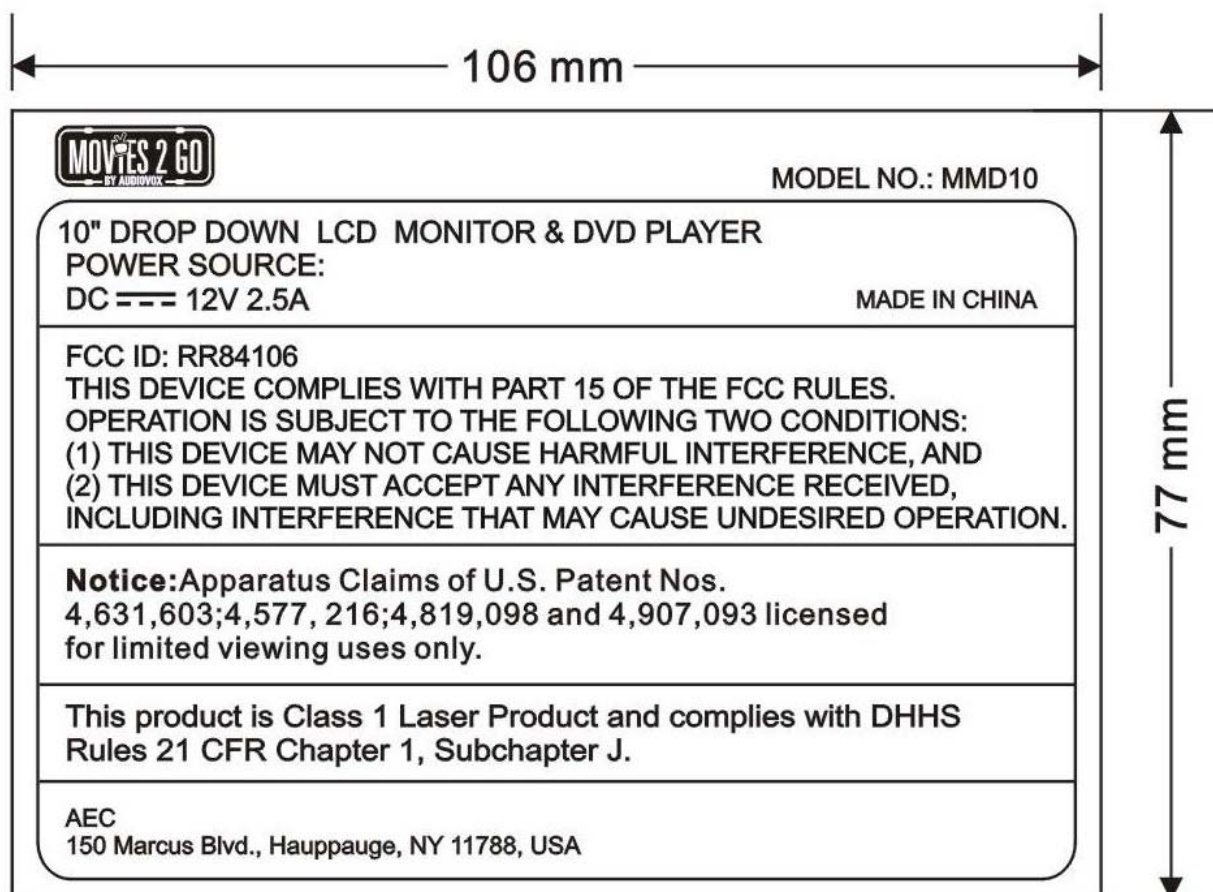 106 mm
MOVIES 2 GO
BY AUDIOVOX
MODEL NO.: MMD10
10" DROP DOWN LCD MONITOR & DVD PLAYER
POWER SOURCE:
DC 12V 2.5A
MADE IN CHINA
FCC ID: RR84106
THIS DEVICE COMPLIES WITH PART 15 OF THE FCC RULES.
OPERATION IS SUBJECT TO THE FOLLOWING TWO CONDITIONS:
(1) THIS DEVICE MAY NOT CAUSE HARMFUL INTERFERENCE, AND
(2) THIS DEVICE MUST ACCEPT ANY INTERFERENCE RECEIVED,
INCLUDING INTERFERENCE THAT MAY CAUSE UNDESIRED OPERATION.
77 mm
Notice:Apparatus Claims of U.S. Patent Nos.
4,631,603;4,577, 216;4,819,098 and 4,907,093 licensed
for limited viewing uses only.
This product is Class 1 Laser Product and complies with DHHS
Rules 21 CFR Chapter 1, Subchapter J.
AEC
150 Marcus Blvd., Hauppauge, NY 11788, USA